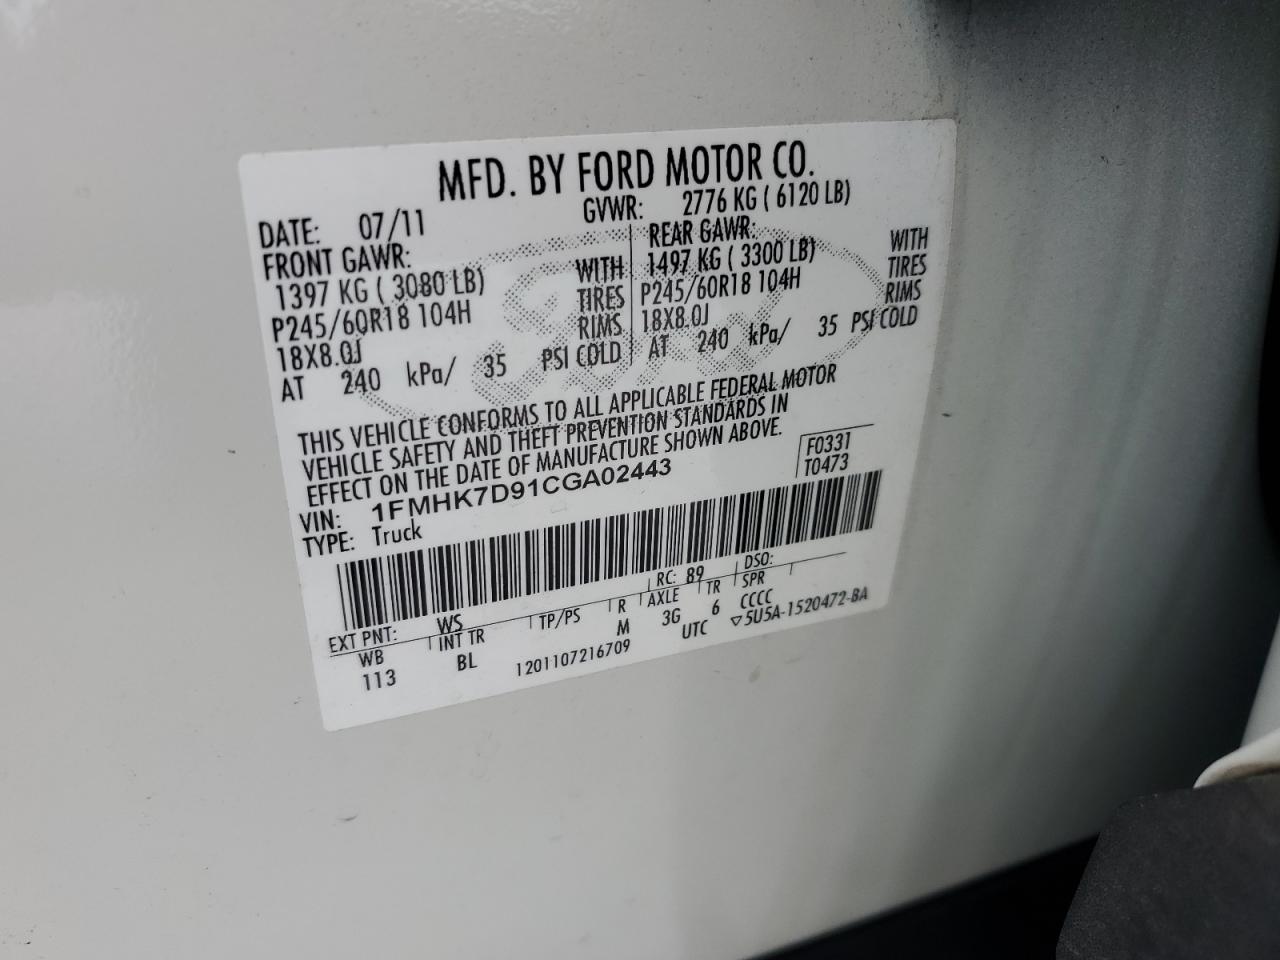 MFD. BY FORD MOTOR CO.
DATE: 07/11 GVWR: 2776 KG ( 6120 LB)
FRONT GAWR: REAR GAWR:
1397 KG ( 3080 LB) WITH 1497 KG ( 3300 LB) WITH
P245/60R18 104H TIRES P245/60R18 104H TIRES
18X8.0J RIMS 18X8.0J RIMS
AT 240 kPa/ 35 PSI COLD AT 240 kPa/ 35 PSI COLD
Ford
THIS VEHICLE CONFORMS TO ALL APPLICABLE FEDERAL MOTOR
VEHICLE SAFETY AND THEFT PREVENTION STANDARDS IN
EFFECT ON THE DATE OF MANUFACTURE SHOWN ABOVE.
F0331
T0473
VIN: 1FMHK7D91CGA02443
TYPE: Truck
EXT PNT: WS RC: 89 DSO:
WB INT TR TP/PS R AXLE TR SPR
113 BL M 3G 6 CCCC
1201107216709 UTC ▽5U5A-1520472-BA